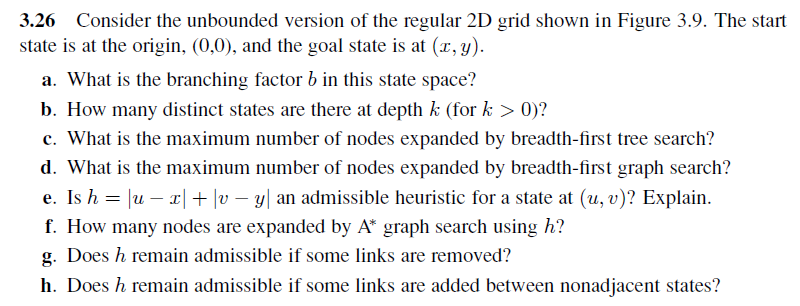 3.26 Consider the unbounded version of the regular 2D grid shown in Figure 3.9. The start
state is at the origin, (0,0), and the goal state is at (x, y).
a. What is the branching factor b in this state space?
b. How many distinct states are there at depth k (for k > 0)?
c. What is the maximum number of nodes expanded by breadth-first tree search?
d. What is the maximum number of nodes expanded by breadth-first graph search?
e. Is h = |u − x| + |v − y| an admissible heuristic for a state at (u, v)? Explain.
f. How many nodes are expanded by A* graph search using h?
g. Does h remain admissible if some links are removed?
h. Does h remain admissible if some links are added between nonadjacent states?